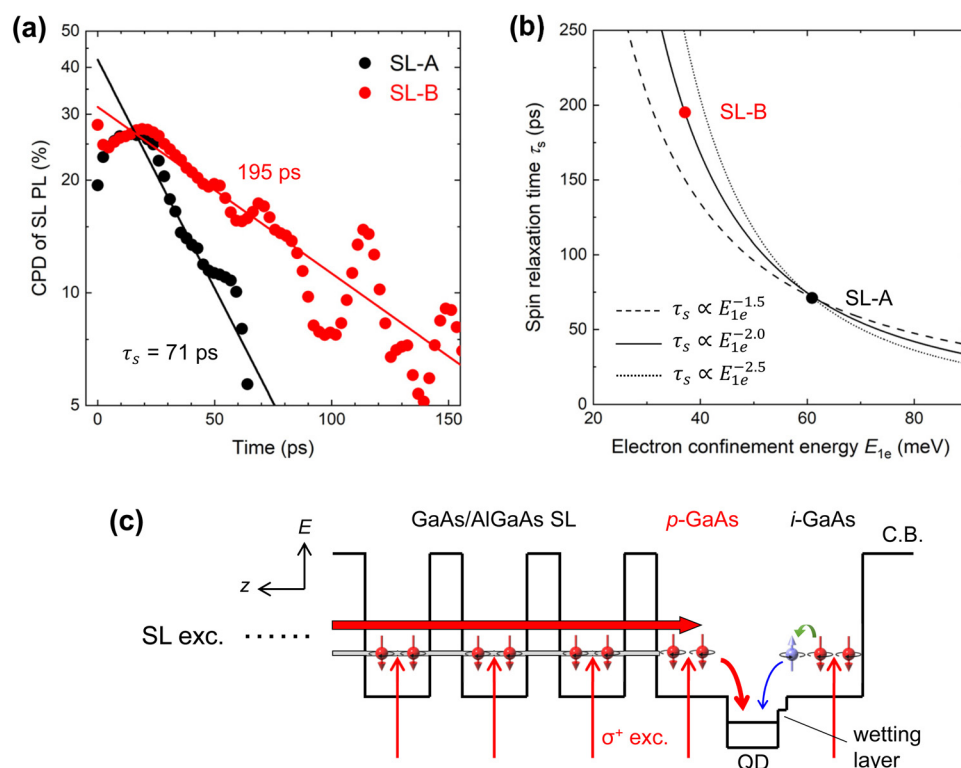 (a)
50
40
30
20
10
5
CPD of SL PL (%)
SL-A
SL-B
195 ps
τs = 71 ps
0
50
100
150
Time (ps)
(b)
250
200
150
100
50
0
Spin relaxation time τs (ps)
SL-B
SL-A
τs ∝ E1e^−1.5
τs ∝ E1e^−2.0
τs ∝ E1e^−2.5
20
40
60
80
Electron confinement energy E1e (meV)
(c)
GaAs/AlGaAs SL
p-GaAs
i-GaAs
C.B.
E
z
SL exc.
σ+ exc.
wetting
layer
QD